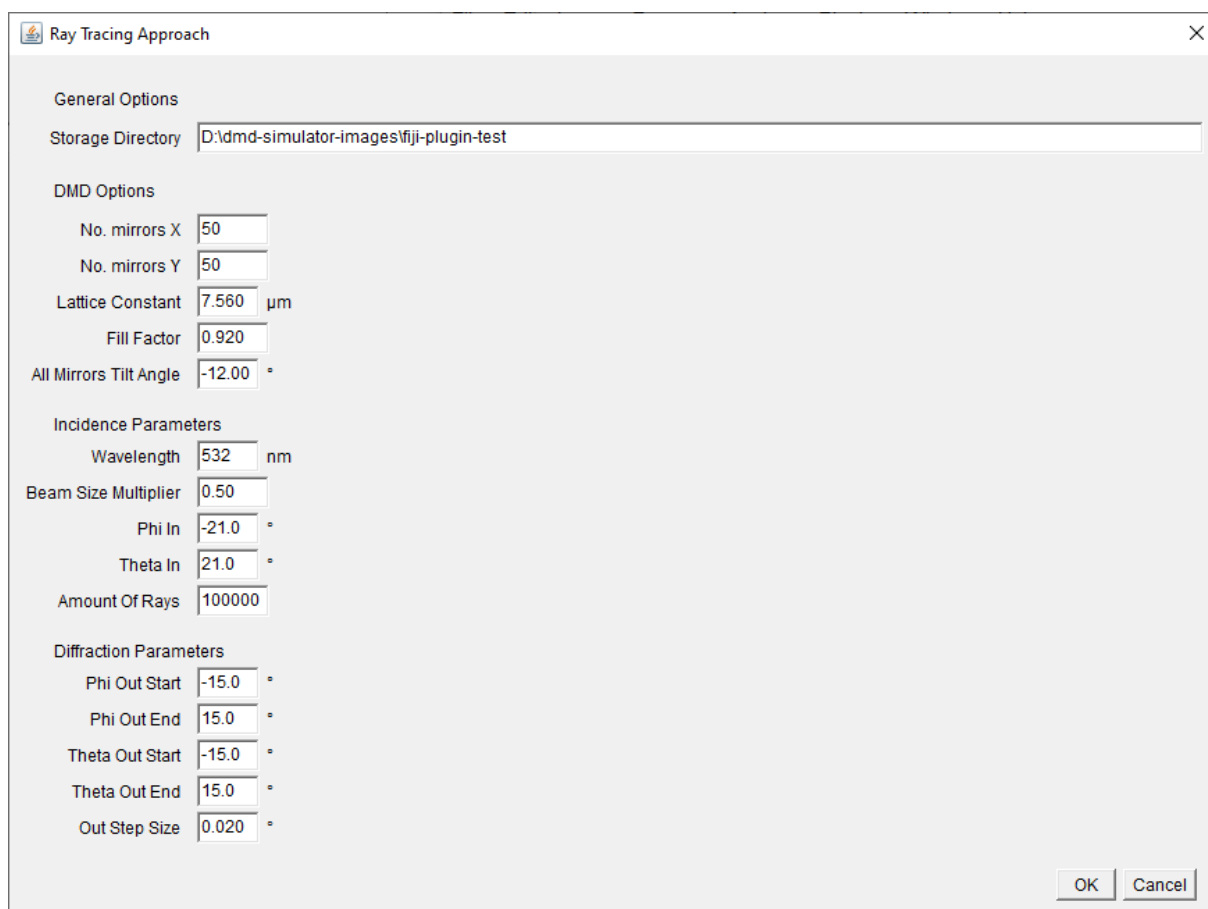 Ray Tracing Approach
General Options
Storage Directory D:\dmd-simulator-images\fiji-plugin-test
DMD Options
No. mirrors X 50
No. mirrors Y 50
Lattice Constant 7.560 µm
Fill Factor 0.920
All Mirrors Tilt Angle -12.00 °
Incidence Parameters
Wavelength 532 nm
Beam Size Multiplier 0.50
Phi In -21.0 °
Theta In 21.0 °
Amount Of Rays 100000
Diffraction Parameters
Phi Out Start -15.0 °
Phi Out End 15.0 °
Theta Out Start -15.0 °
Theta Out End 15.0 °
Out Step Size 0.020 °
OK Cancel